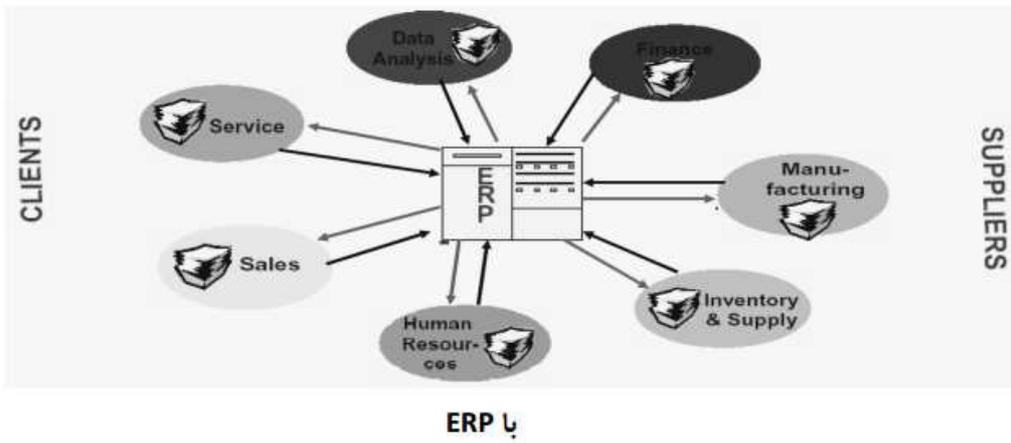 Data
Analysis
Finance
Service
CLIENTS
SUPPLIERS
Manu-
facturing
ERP
Sales
Inventory
& Supply
Human
Resour-
ces
با ERP